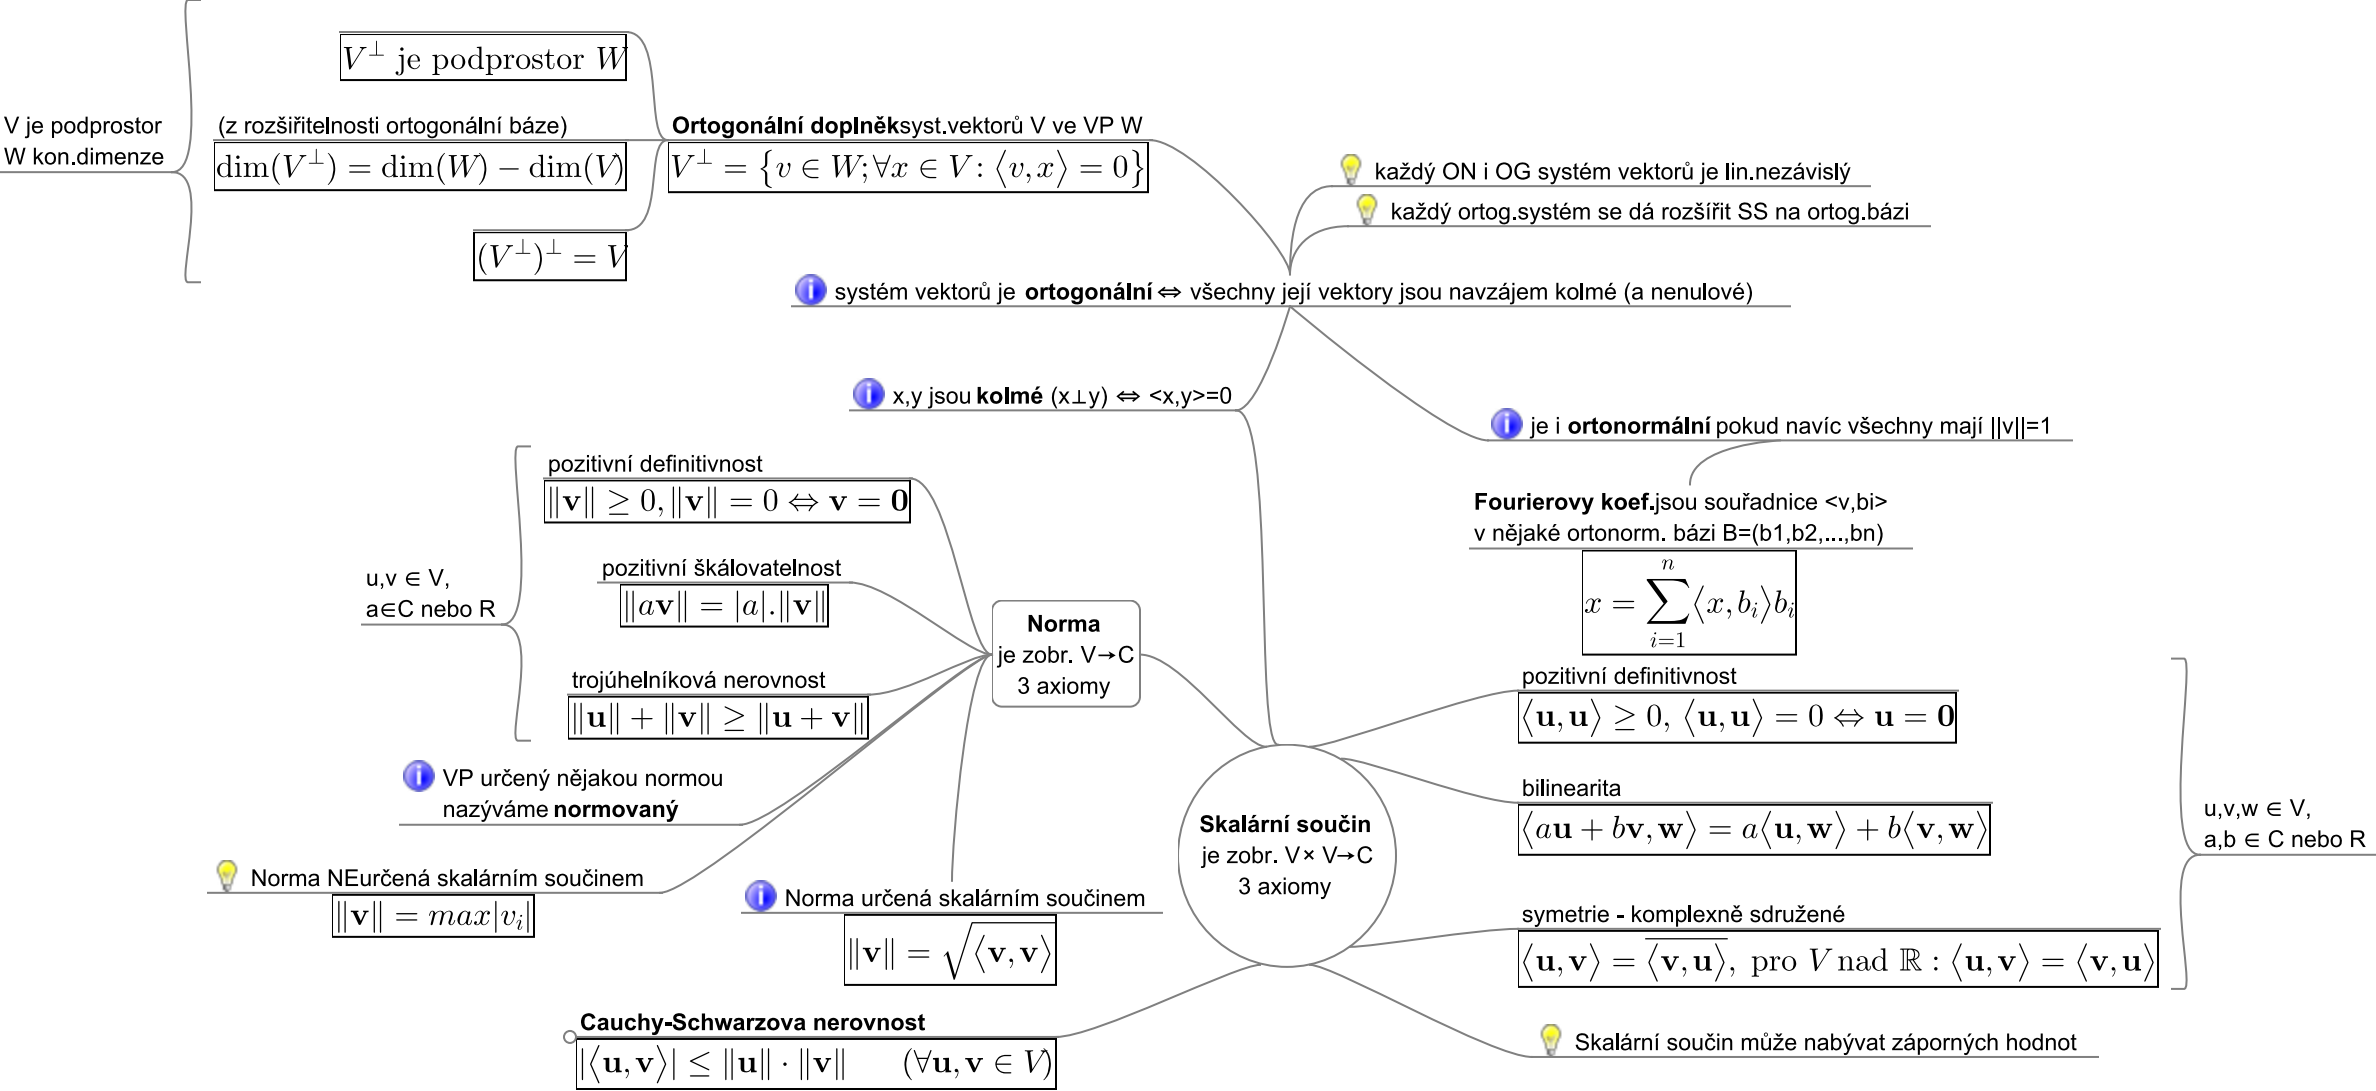 V je podprostor
W kon.dimenze
V⊥ je podprostor W
(z rozšiřitelnosti ortogonální báze)
dim(V⊥) = dim(W) − dim(V)
(V⊥)⊥ = V
Ortogonální doplněk syst.vektorů V ve VP W
V⊥ = {v ∈ W; ∀x ∈ V : ⟨v, x⟩ = 0}
každý ON i OG systém vektorů je lin.nezávislý
každý ortog.systém se dá rozšířit SS na ortog.bázi
systém vektorů je ortogonální ⇔ všechny její vektory jsou navzájem kolmé (a nenulové)
x,y jsou kolmé (x⊥y) ⇔ <x,y>=0
je i ortonormální pokud navíc všechny mají ||v||=1
Fourierovy koef.jsou souřadnice <v,bi>
v nějaké ortonorm. bázi B=(b1,b2,...,bn)
x = ∑_{i=1}^{n} ⟨x, b_i⟩b_i
u,v ∈ V,
a∈C nebo R
pozitivní definitivnost
‖v‖ ≥ 0, ‖v‖ = 0 ⇔ v = 0
pozitivní škálovatelnost
‖av‖ = |a|.‖v‖
trojúhelníková nerovnost
‖u‖ + ‖v‖ ≥ ‖u + v‖
Norma
je zobr. V→C
3 axiomy
VP určený nějakou normou
nazýváme normovaný
Norma NEurčená skalárním součinem
‖v‖ = max|v_i|
Norma určená skalárním součinem
‖v‖ = √⟨v, v⟩
Cauchy-Schwarzova nerovnost
|⟨u, v⟩| ≤ ‖u‖ · ‖v‖ (∀u, v ∈ V)
Skalární součin
je zobr. V× V→C
3 axiomy
pozitivní definitivnost
⟨u, u⟩ ≥ 0, ⟨u, u⟩ = 0 ⇔ u = 0
bilinearita
⟨au + bv, w⟩ = a⟨u, w⟩ + b⟨v, w⟩
symetrie - komplexně sdružené
⟨u, v⟩ = \overline{⟨v, u⟩}, pro V nad ℝ : ⟨u, v⟩ = ⟨v, u⟩
u,v,w ∈ V,
a,b ∈ C nebo R
Skalární součin může nabývat záporných hodnot